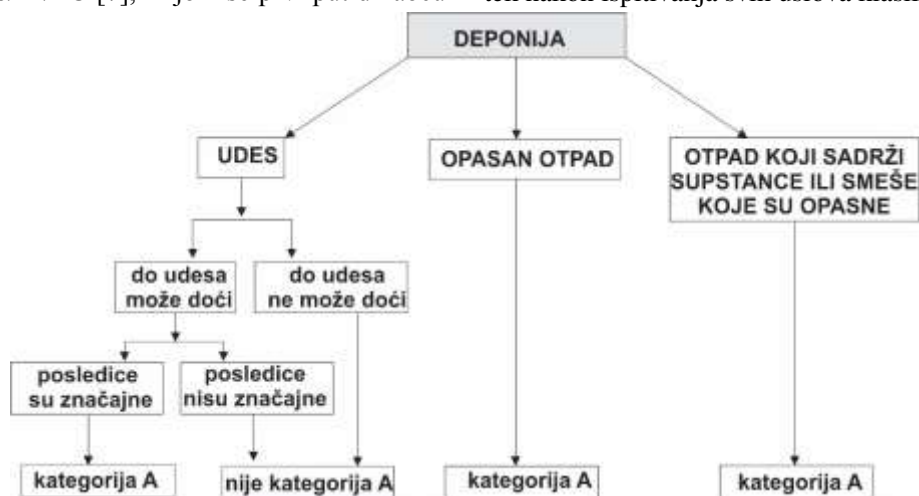 DEPONIJA
UDES
OPASAN OTPAD
OTPAD KOJI SADRŽI
SUPSTANCE ILI SMEŠE
KOJE SU OPASNE
do udesa
može doći
do udesa
ne može doći
posledice
su značajne
posledice
nisu značajne
kategorija A
nije kategorija A
kategorija A
kategorija A